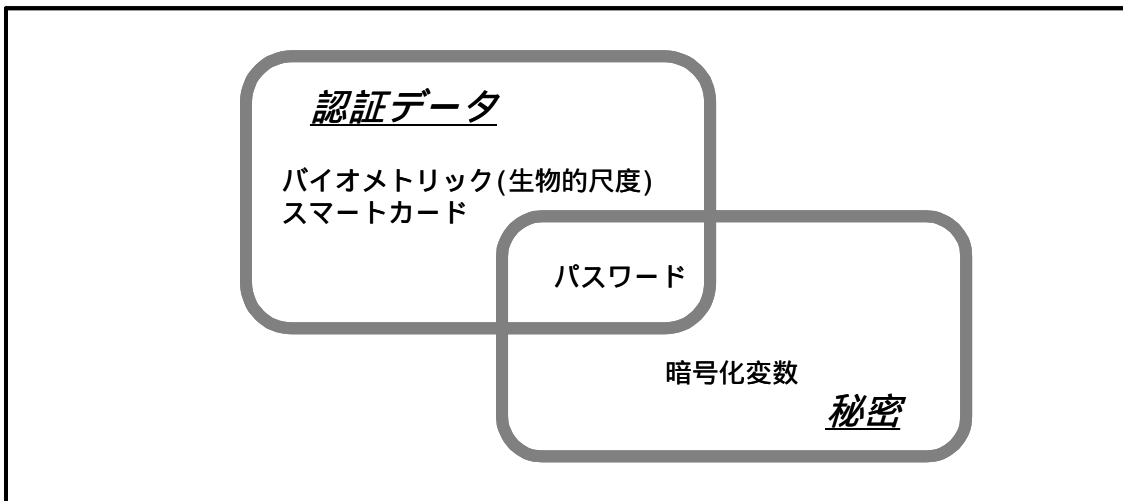 認証データ
バイオメトリック(生物的尺度)
スマートカード
パスワード
暗号化変数
秘密